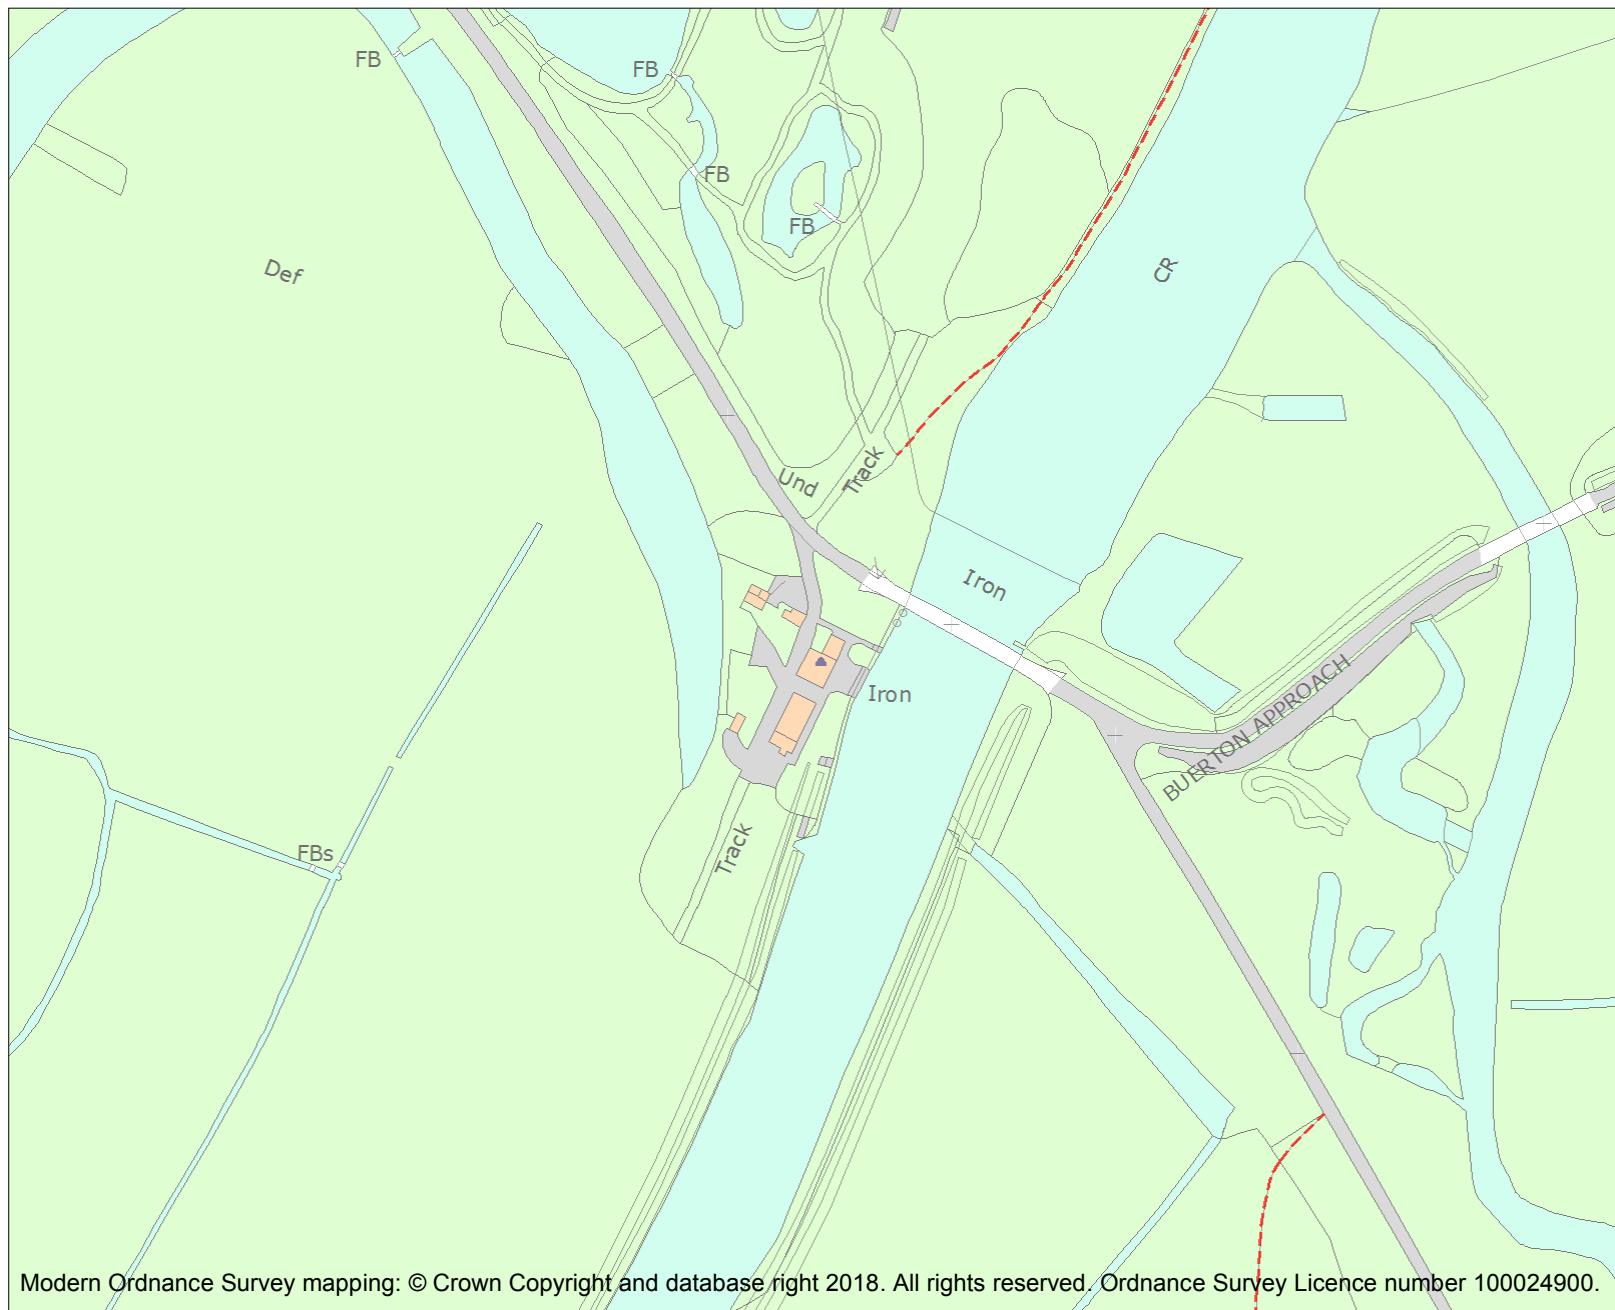 FB
FB
FB
FB
Def
CR
Und
Track
Iron
Iron
BUERTON APPROACH
Track
FBs
Modern Ordnance Survey mapping: © Crown Copyright and database right 2018. All rights reserved. Ordnance Survey Licence number 100024900.